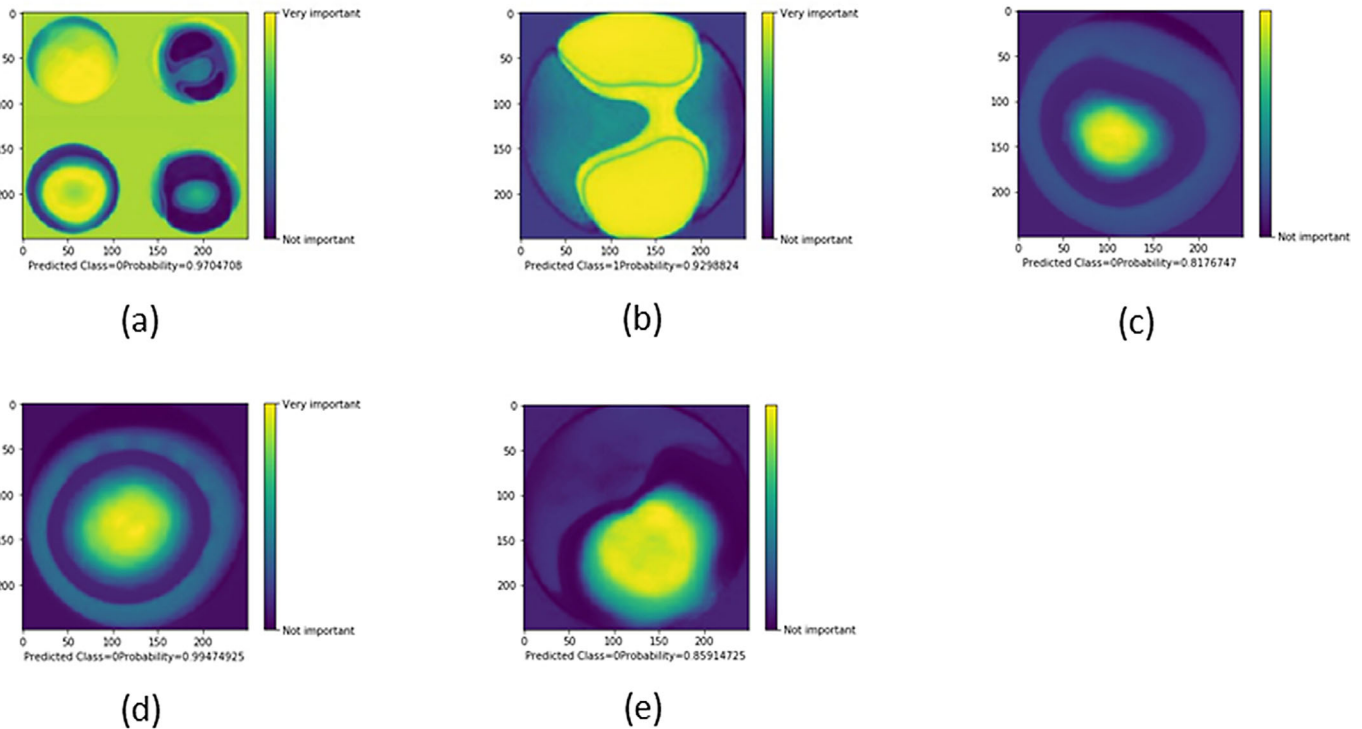 0 Very important
50
100
150
200
Not important
0 50 100 150 200
Predicted Class=0Probability=0.9704708
(a)
0 Very important
50
100
150
200
Not important
0 50 100 150 200
Predicted Class=1Probability=0.9298824
(b)
0
50
100
150
200
Not important
0 50 100 150 200
Predicted Class=0Probability=0.8176747
(c)
0 Very important
50
100
150
200
Not important
0 50 100 150 200
Predicted Class=0Probability=0.99474925
(d)
0
50
100
150
200
Not important
0 50 100 150 200
Predicted Class=0Probability=0.85914725
(e)